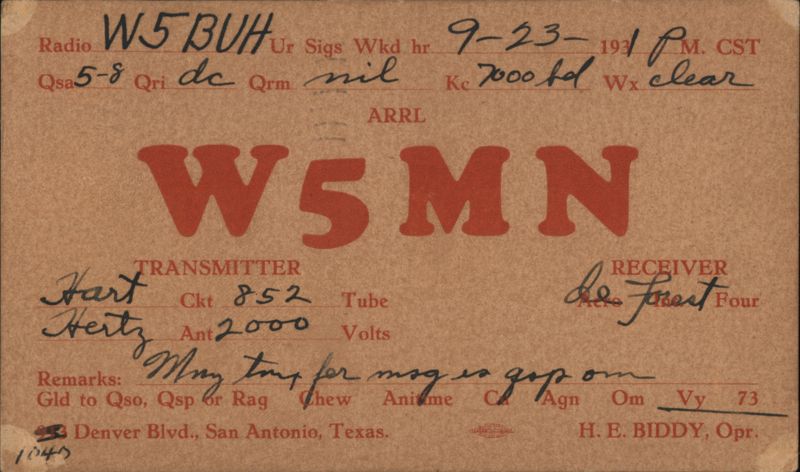 Radio W5BUH Ur Sigs Wkd hr 9-23- 1931 P M. CST
Qsa 5-8 Qri dc Qrm nil Kc 7000 bd Wx clear
ARRL
W5MN
TRANSMITTER RECEIVER
Hart Ckt 852 Tube de Forest Four
Hertz Ant 2000 Volts
Remarks: Mny tnx fer msg es qsp om
Gld to Qso, Qsp or Rag Chew Anitime Cu Agn Om Vy 73
1040 Denver Blvd., San Antonio, Texas. H. E. BIDDY, Opr.